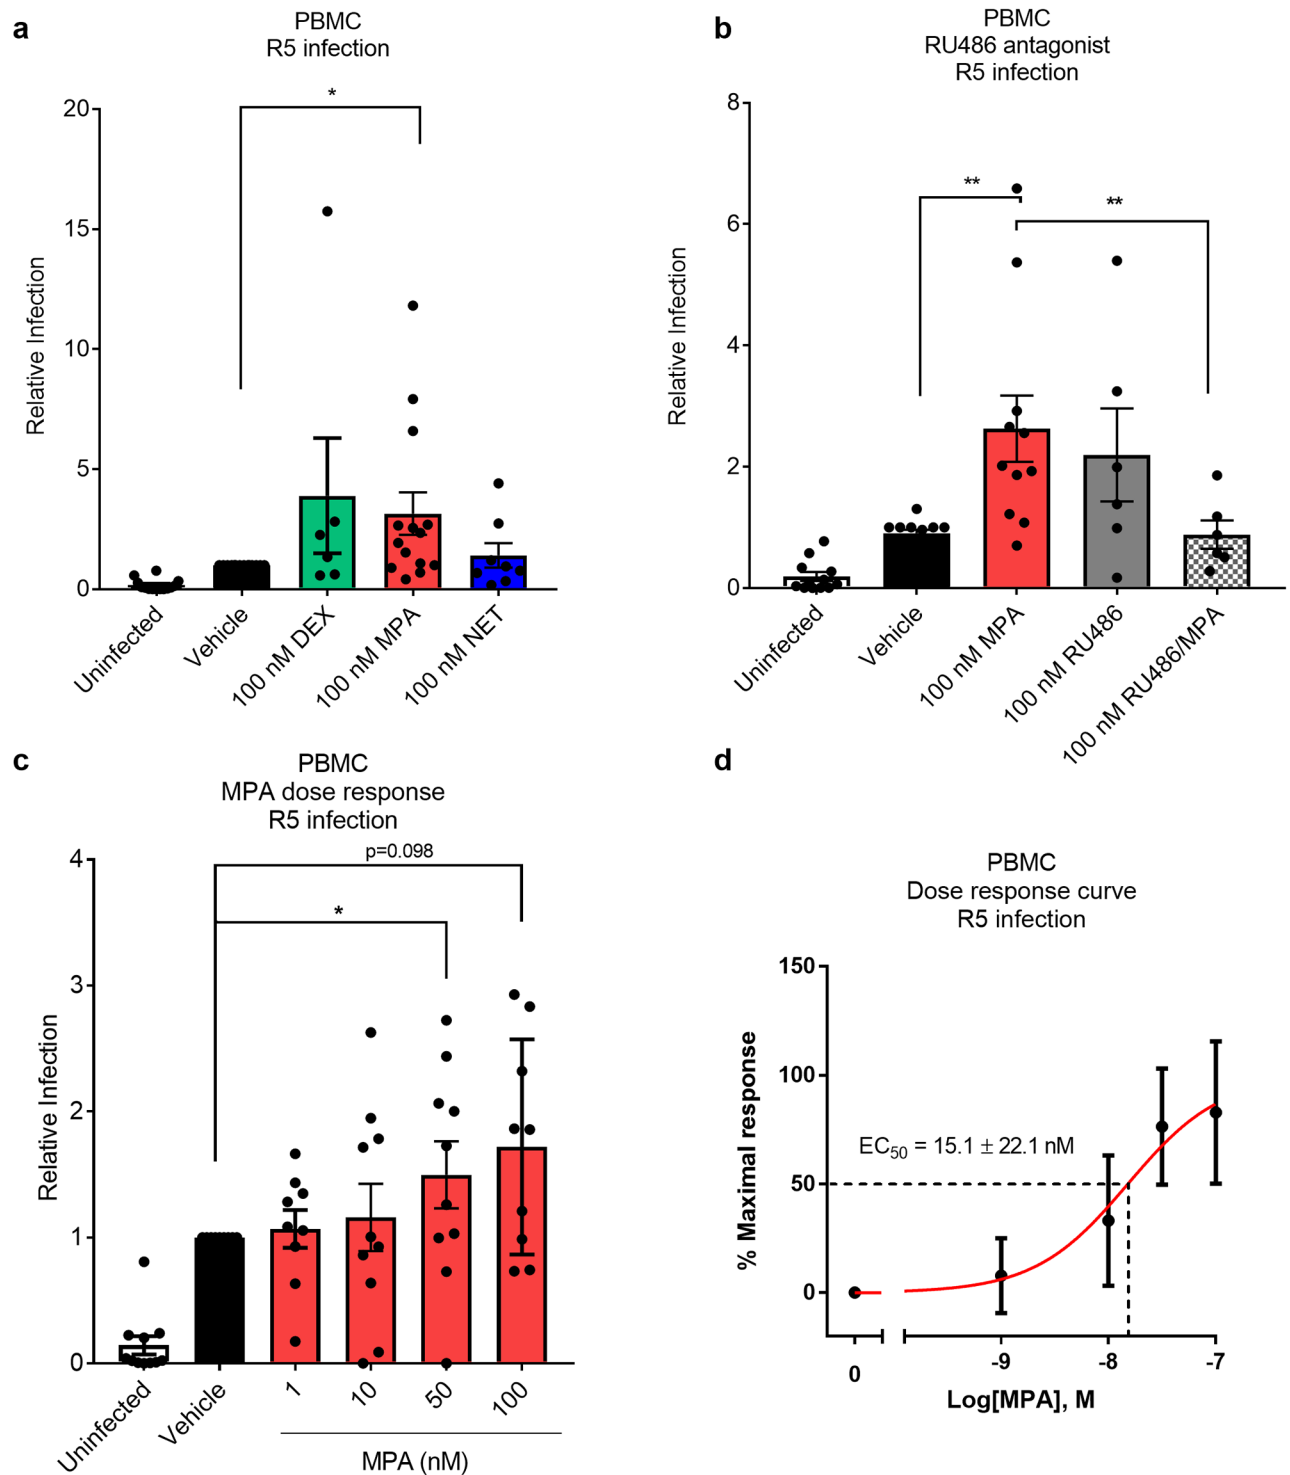 a
PBMC
R5 infection
*
20
15
10
5
0
Relative Infection
Uninfected
Vehicle
100 nM DEX
100 nM MPA
100 nM NET
b
PBMC
RU486 antagonist
R5 infection
**
**
8
6
4
2
0
Relative Infection
Uninfected
Vehicle
100 nM MPA
100 nM RU486
100 nM RU486/MPA
c
PBMC
MPA dose response
R5 infection
p=0.098
*
4
3
2
1
0
Relative Infection
Uninfected
Vehicle
1
10
50
100
MPA (nM)
d
PBMC
Dose response curve
R5 infection
150
100
50
0
% Maximal response
EC50 = 15.1 ± 22.1 nM
0
-9
-8
-7
Log[MPA], M